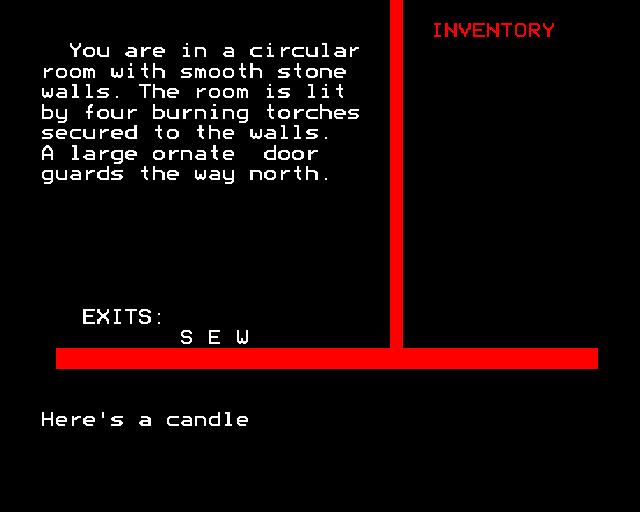 INVENTORY
You are in a circular
room with smooth stone
walls. The room is lit
by four burning torches
secured to the walls.
A large ornate  door
guards the way north.
EXITS:
S E W
Here's a candle